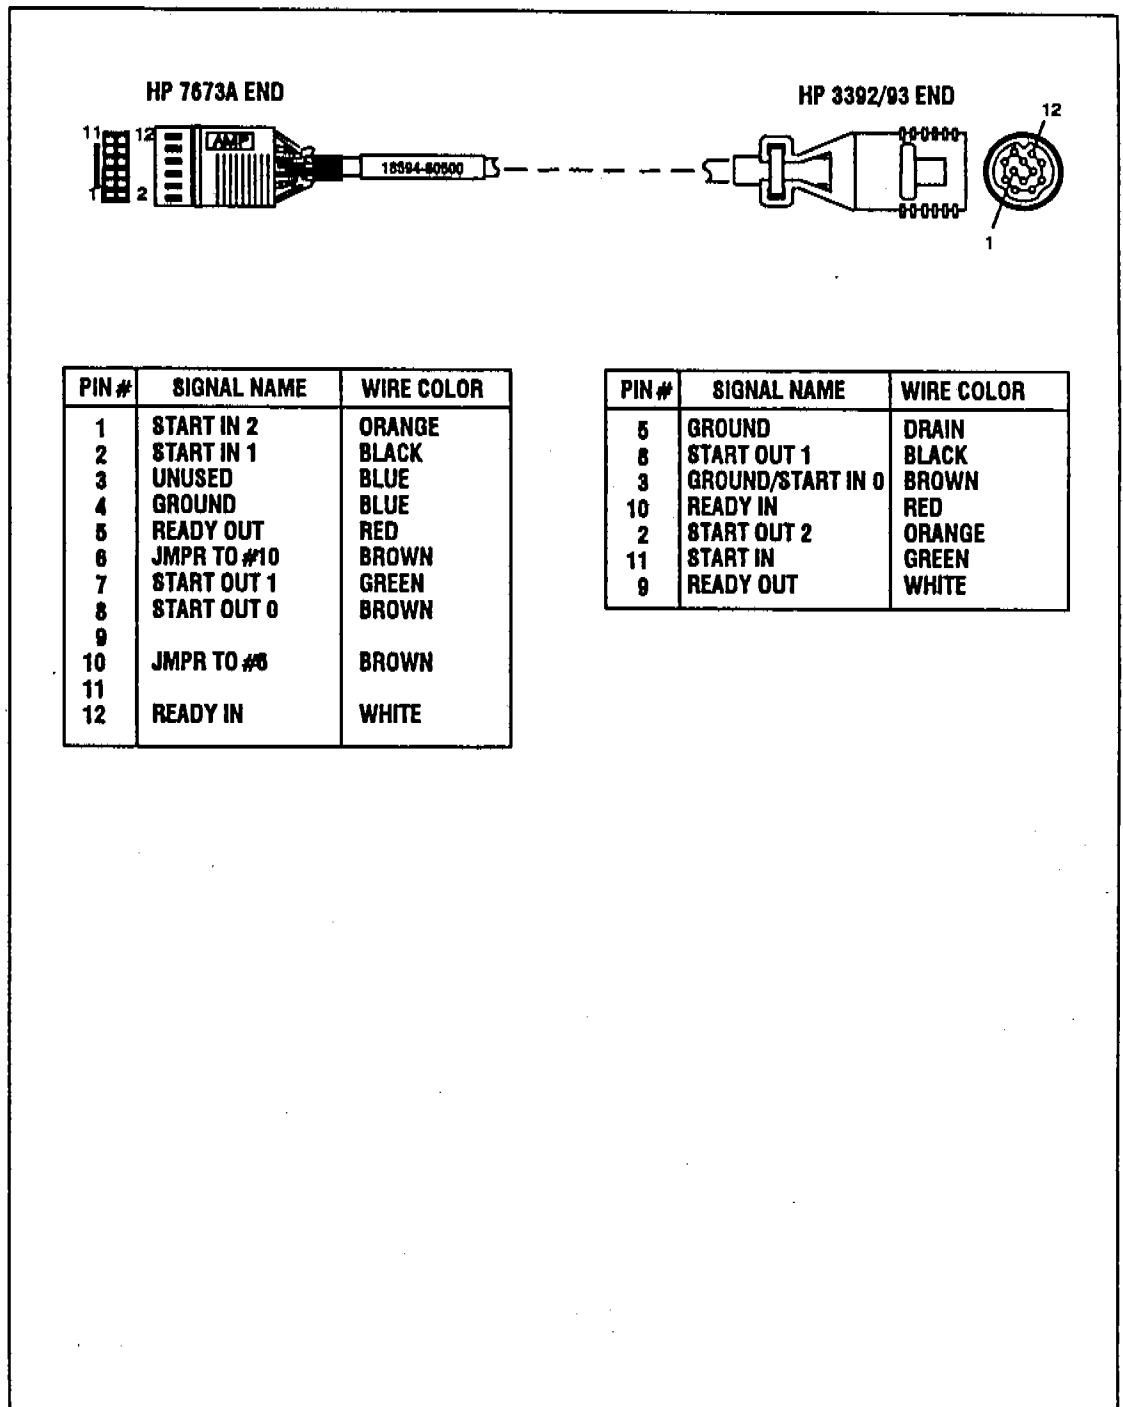 HP 7673A END
HP 3392/93 END
11
12
1
2
AMP
18594-60500
12
1
PIN # SIGNAL NAME WIRE COLOR
1 START IN 2 ORANGE
2 START IN 1 BLACK
3 UNUSED BLUE
4 GROUND BLUE
5 READY OUT RED
6 JMPR TO #10 BROWN
7 START OUT 1 GREEN
8 START OUT 0 BROWN
9
10 JMPR TO #6 BROWN
11
12 READY IN WHITE
PIN # SIGNAL NAME WIRE COLOR
5 GROUND DRAIN
6 START OUT 1 BLACK
3 GROUND/START IN 0 BROWN
10 READY IN RED
2 START OUT 2 ORANGE
11 START IN GREEN
9 READY OUT WHITE